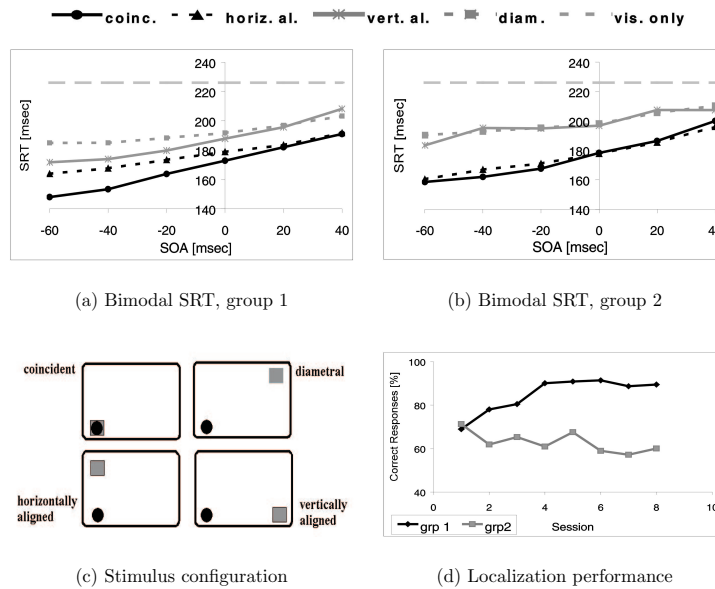 coinc. horiz. al. vert. al. diam. vis. only
240
220
200
180
160
140
SRT [msec]
-60 -40 -20 0 20 40
SOA [msec]
240
220
200
180
160
140
SRT [msec]
-60 -40 -20 0 20 40
SOA [msec]
(a) Bimodal SRT, group 1
(b) Bimodal SRT, group 2
coincident
diametral
horizontally
aligned
vertically
aligned
100
80
60
40
Correct Responses [%]
0 2 4 6 8 10
grp 1 grp2 Session
(c) Stimulus configuration
(d) Localization performance